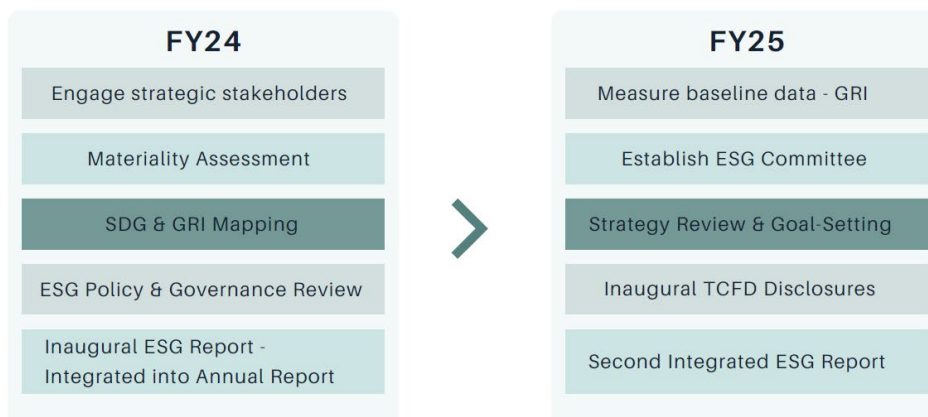 FY24
Engage strategic stakeholders
Materiality Assessment
SDG & GRI Mapping
ESG Policy & Governance Review
Inaugural ESG Report -
Integrated into Annual Report
FY25
Measure baseline data - GRI
Establish ESG Committee
Strategy Review & Goal-Setting
Inaugural TCFD Disclosures
Second Integrated ESG Report